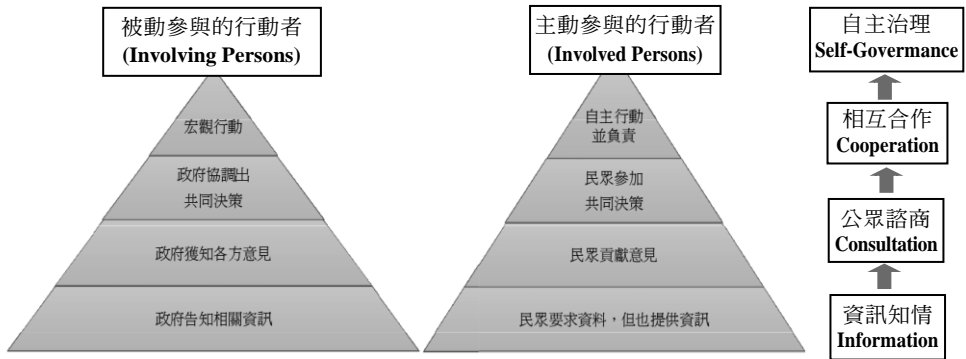 被動參與的行動者
(Involving Persons)
宏觀行動
政府協調出
共同決策
政府獲知各方意見
政府告知相關資訊
主動參與的行動者
(Involved Persons)
自主行動
並負責
民眾參加
共同決策
民眾貢獻意見
民眾要求資料，但也提供資訊
自主治理
Self-Govermance
相互合作
Cooperation
公眾諮商
Consultation
資訊知情
Information